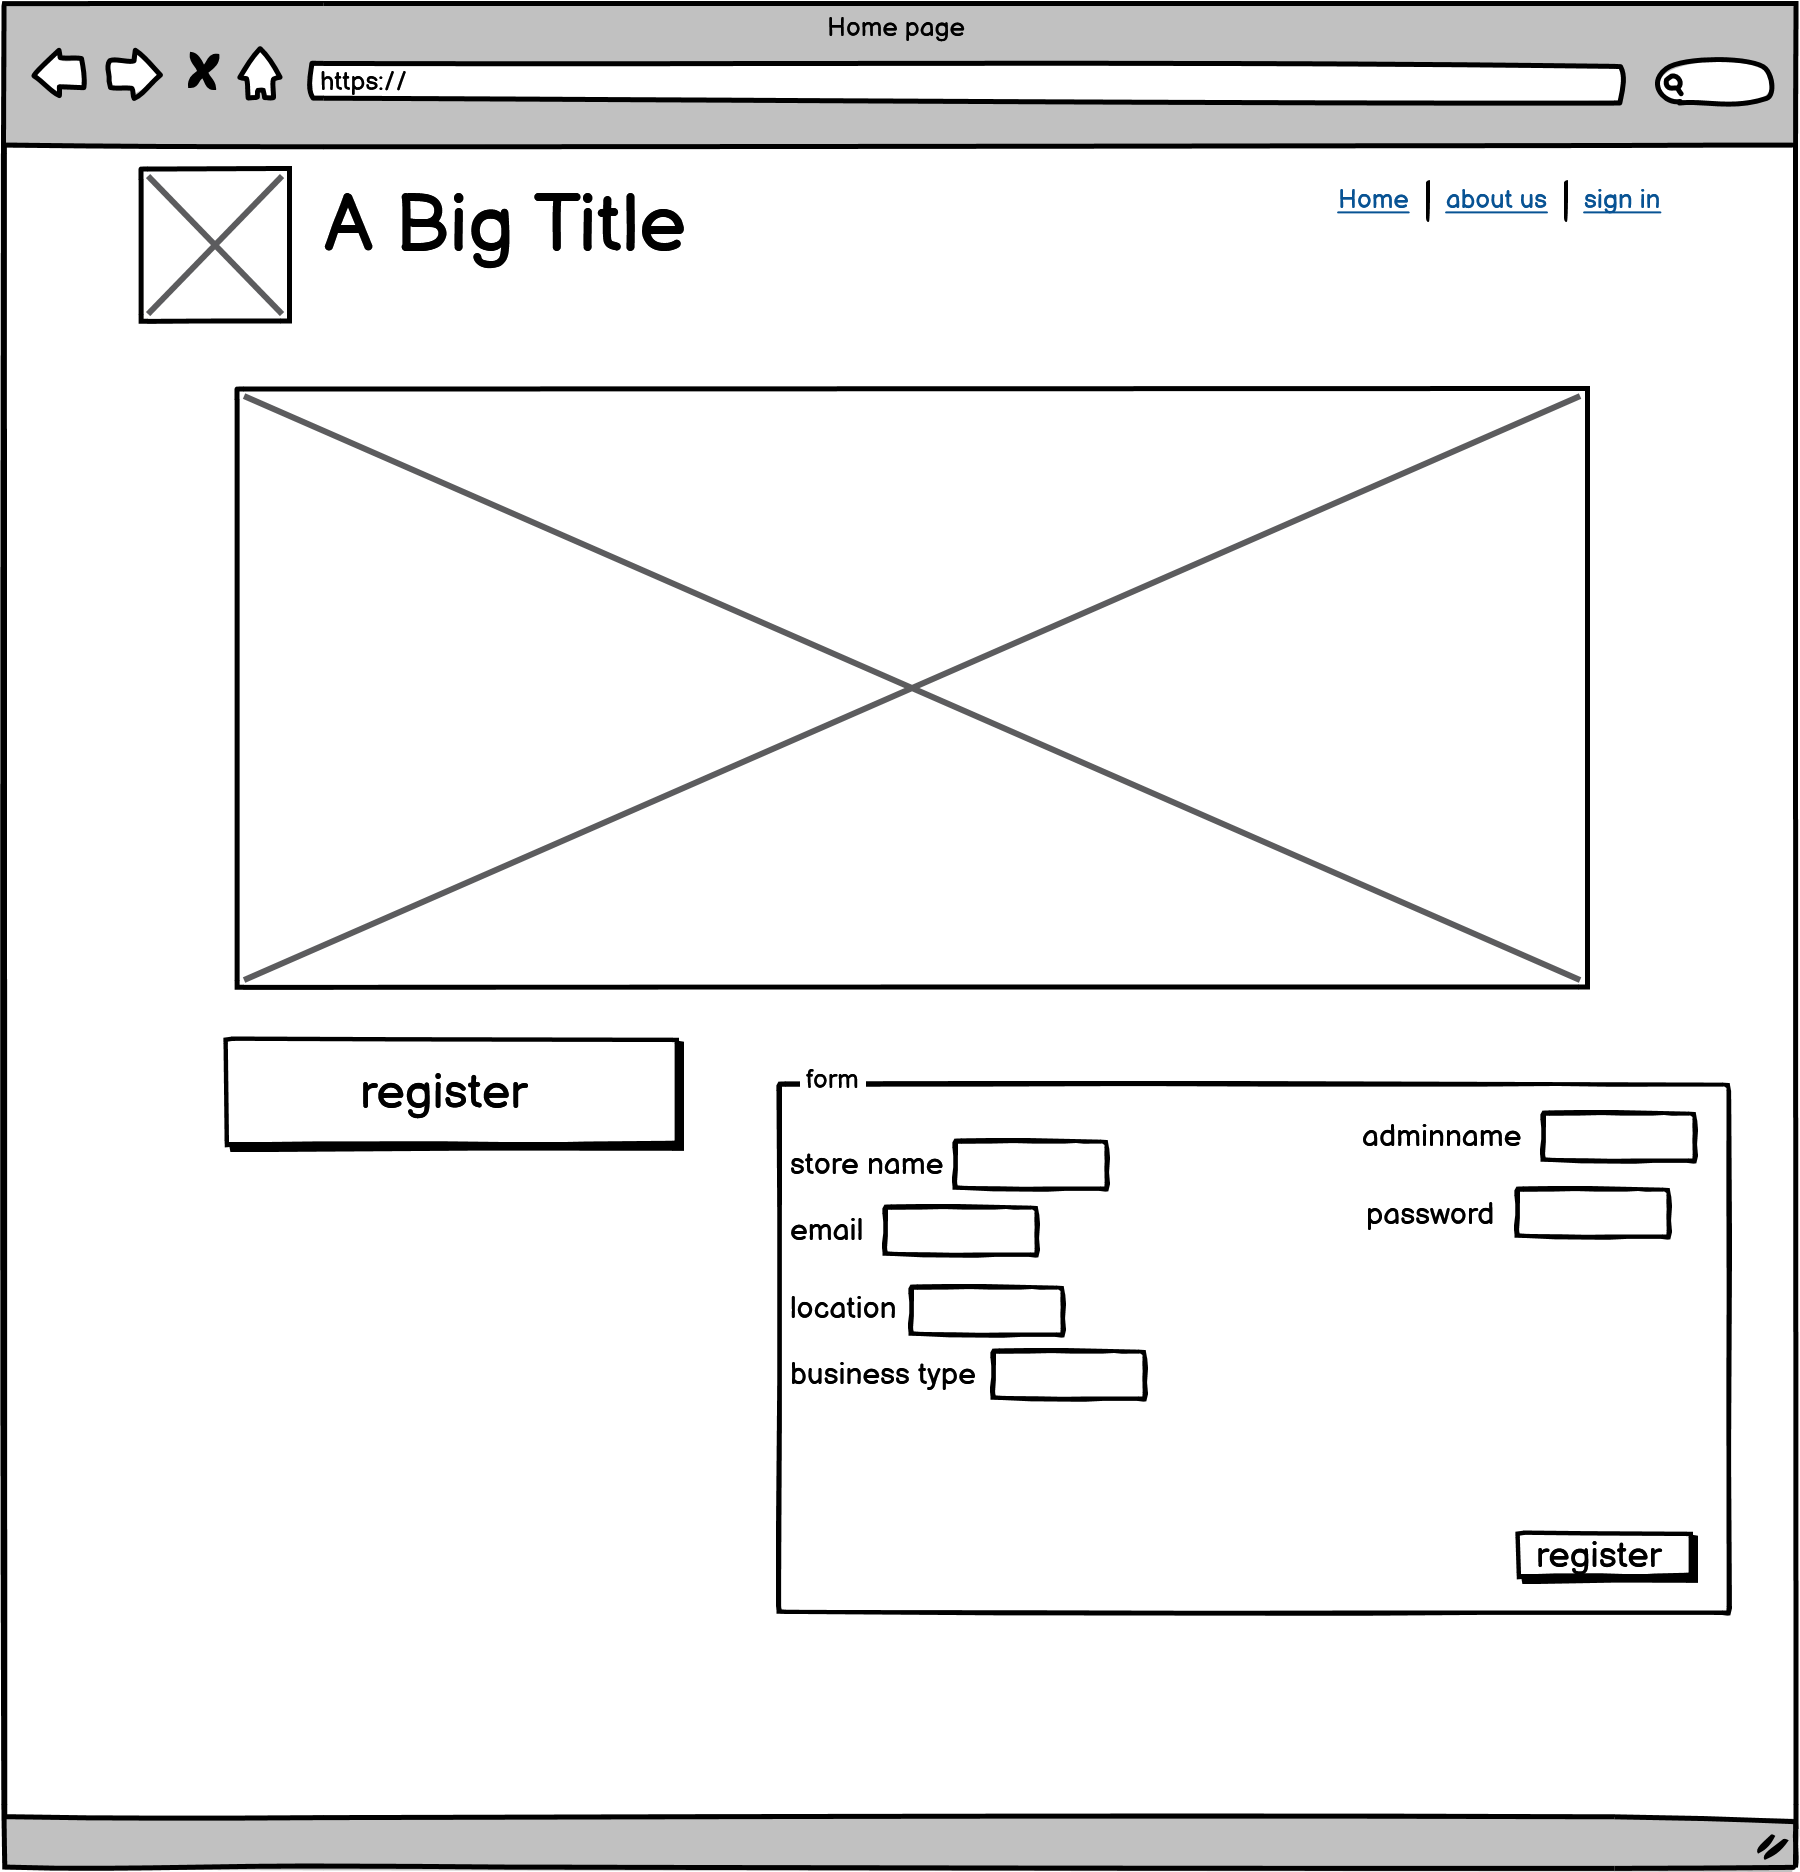 Home page
https://
A Big Title
Home
about us
sign in
register
form
store name
email
location
business type
adminname
password
register